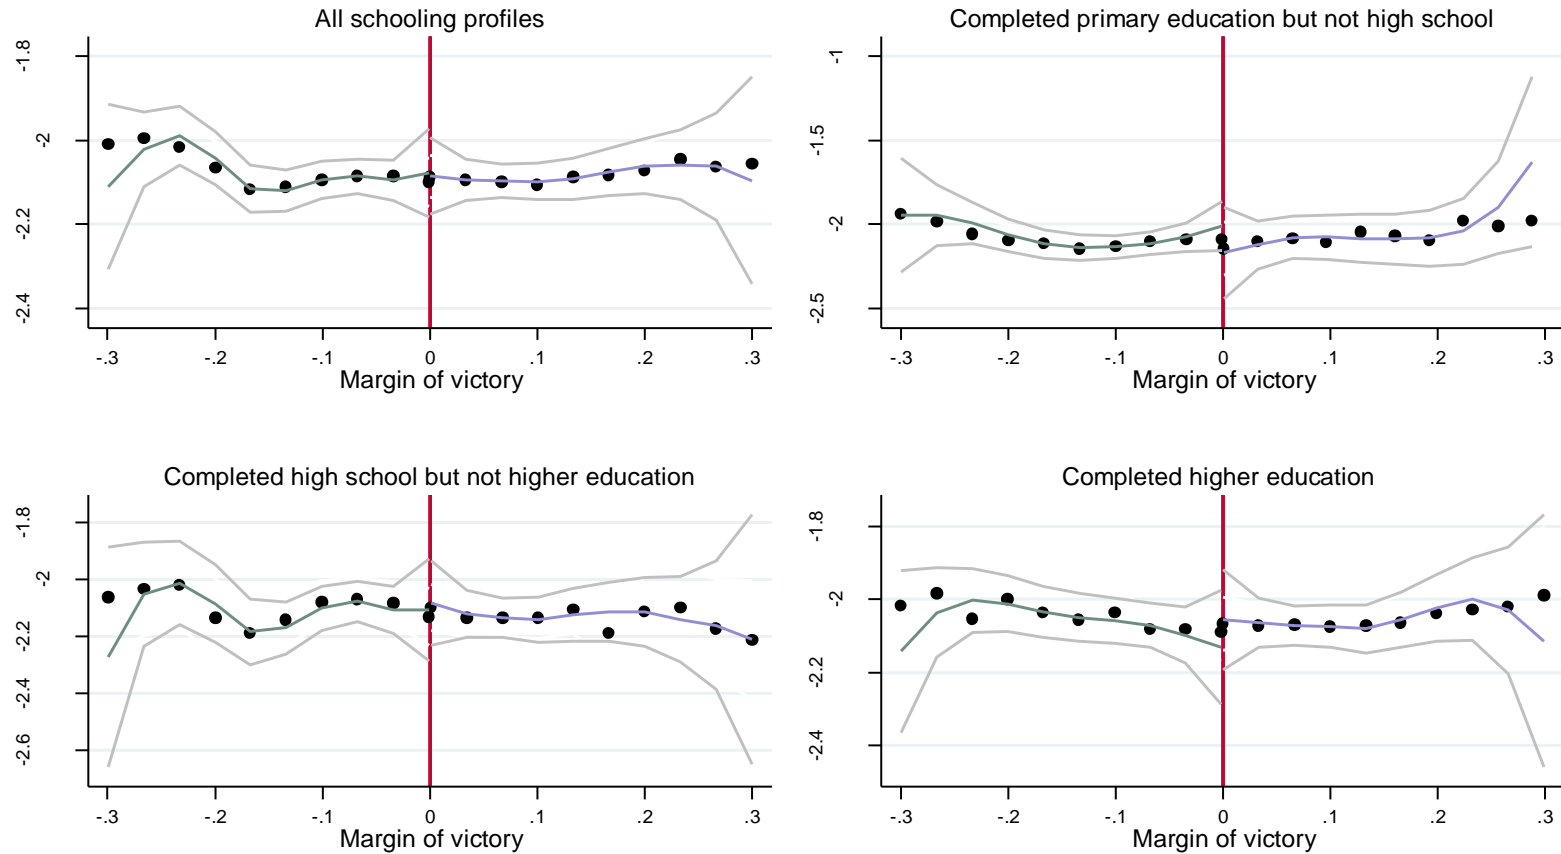 All schooling profiles
-1.8
-2
-2.2
-2.4
-.3 -.2 -.1 0 .1 .2 .3
Margin of victory
Completed primary education but not high school
-1
-1.5
-2
-2.5
-.3 -.2 -.1 0 .1 .2 .3
Margin of victory
Completed high school but not higher education
-1.8
-2
-2.2
-2.4
-2.6
-.3 -.2 -.1 0 .1 .2 .3
Margin of victory
Completed higher education
-1.8
-2
-2.2
-2.4
-.3 -.2 -.1 0 .1 .2 .3
Margin of victory